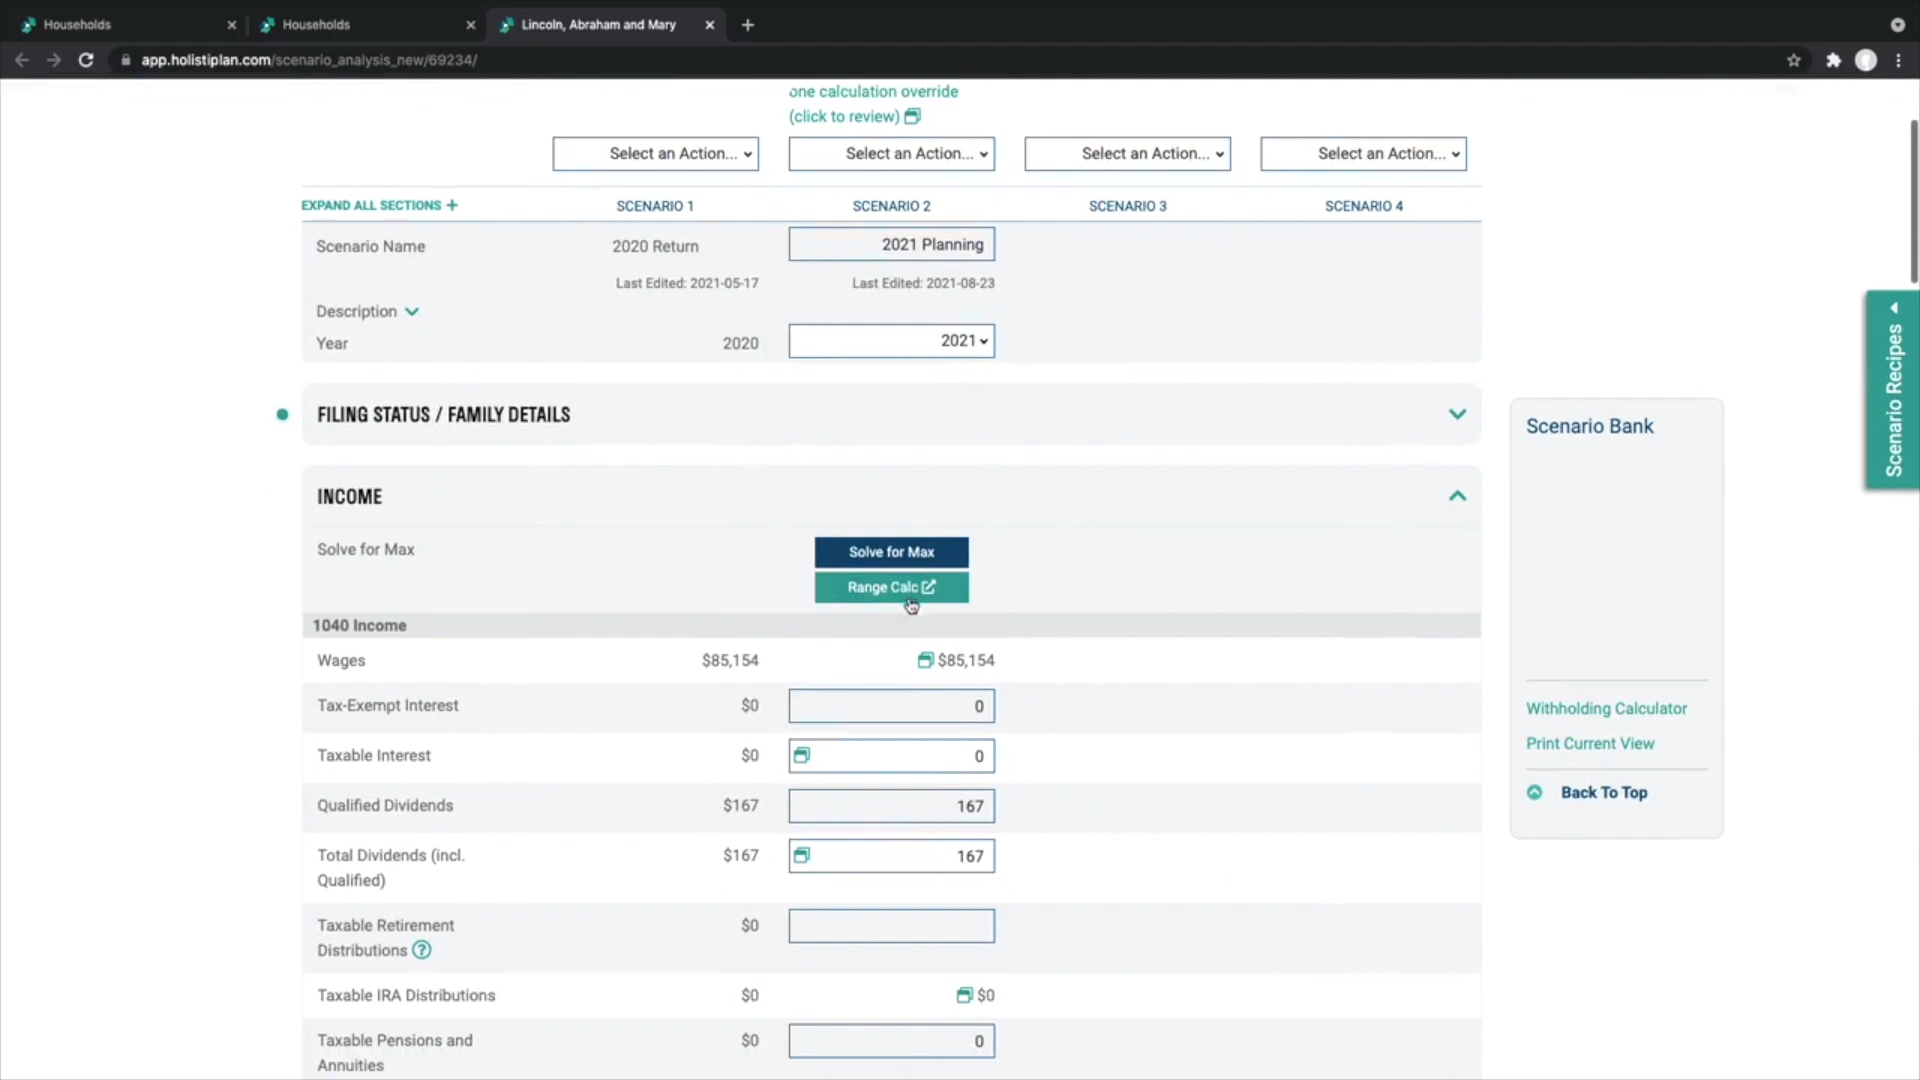 Households
Households
Lincoln, Abraham and Mary
app.holistiplan.com/scenario_analysis_new/69234/
one calculation override
(click to review)
Select an Action...
Select an Action...
Select an Action...
Select an Action...
EXPAND ALL SECTIONS +
SCENARIO 1
SCENARIO 2
SCENARIO 3
SCENARIO 4
Scenario Name
2020 Return
2021 Planning
Last Edited: 2021-05-17
Last Edited: 2021-08-23
Description
Year
2020
2021
FILING STATUS / FAMILY DETAILS
INCOME
Solve for Max
Solve for Max
Range Calc
1040 Income
Wages
$85,154
$85,154
Tax-Exempt Interest
$0
0
Taxable Interest
$0
0
Qualified Dividends
$167
167
Total Dividends (incl.
Qualified)
$167
167
Taxable Retirement
Distributions ?
$0
Taxable IRA Distributions
$0
$0
Taxable Pensions and
Annuities
$0
0
Scenario Bank
Withholding Calculator
Print Current View
Back To Top
Scenario Recipes